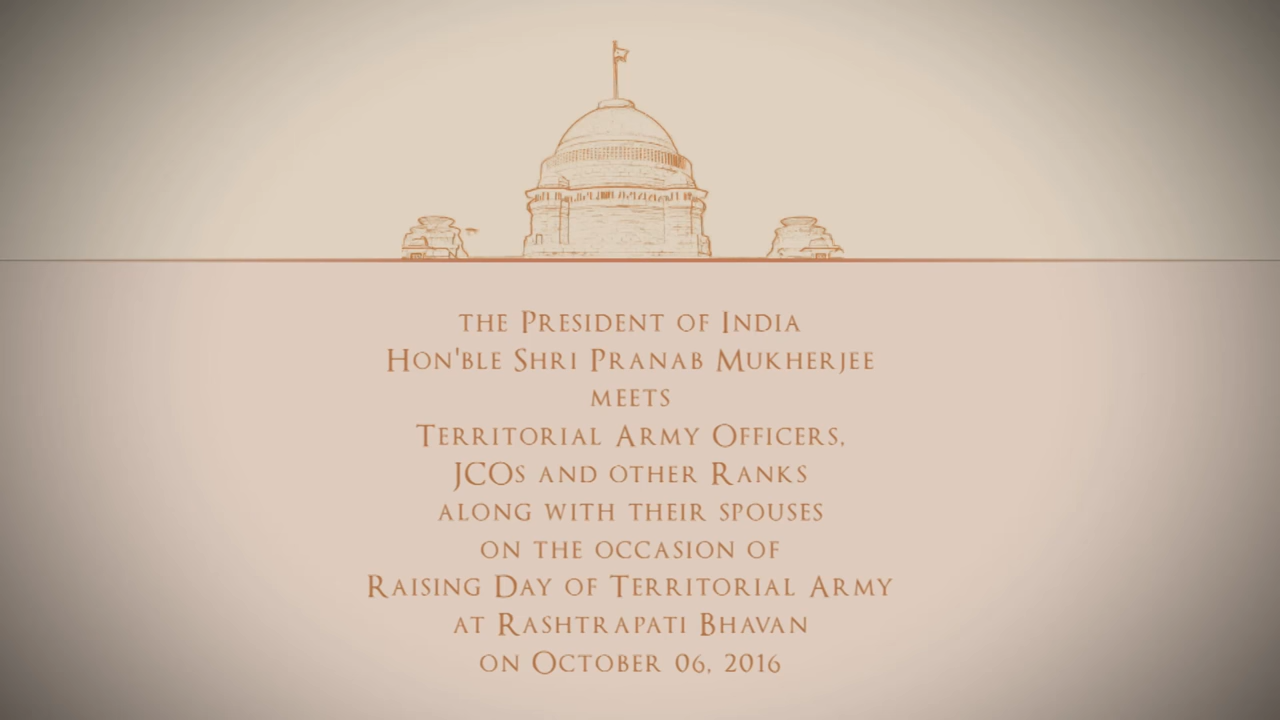 the President of India
Hon'ble Shri Pranab Mukherjee
meets
Territorial Army Officers,
JCOs and other Ranks
along with their spouses
on the occasion of
Raising Day of Territorial Army
at Rashtrapati Bhavan
on October 06, 2016